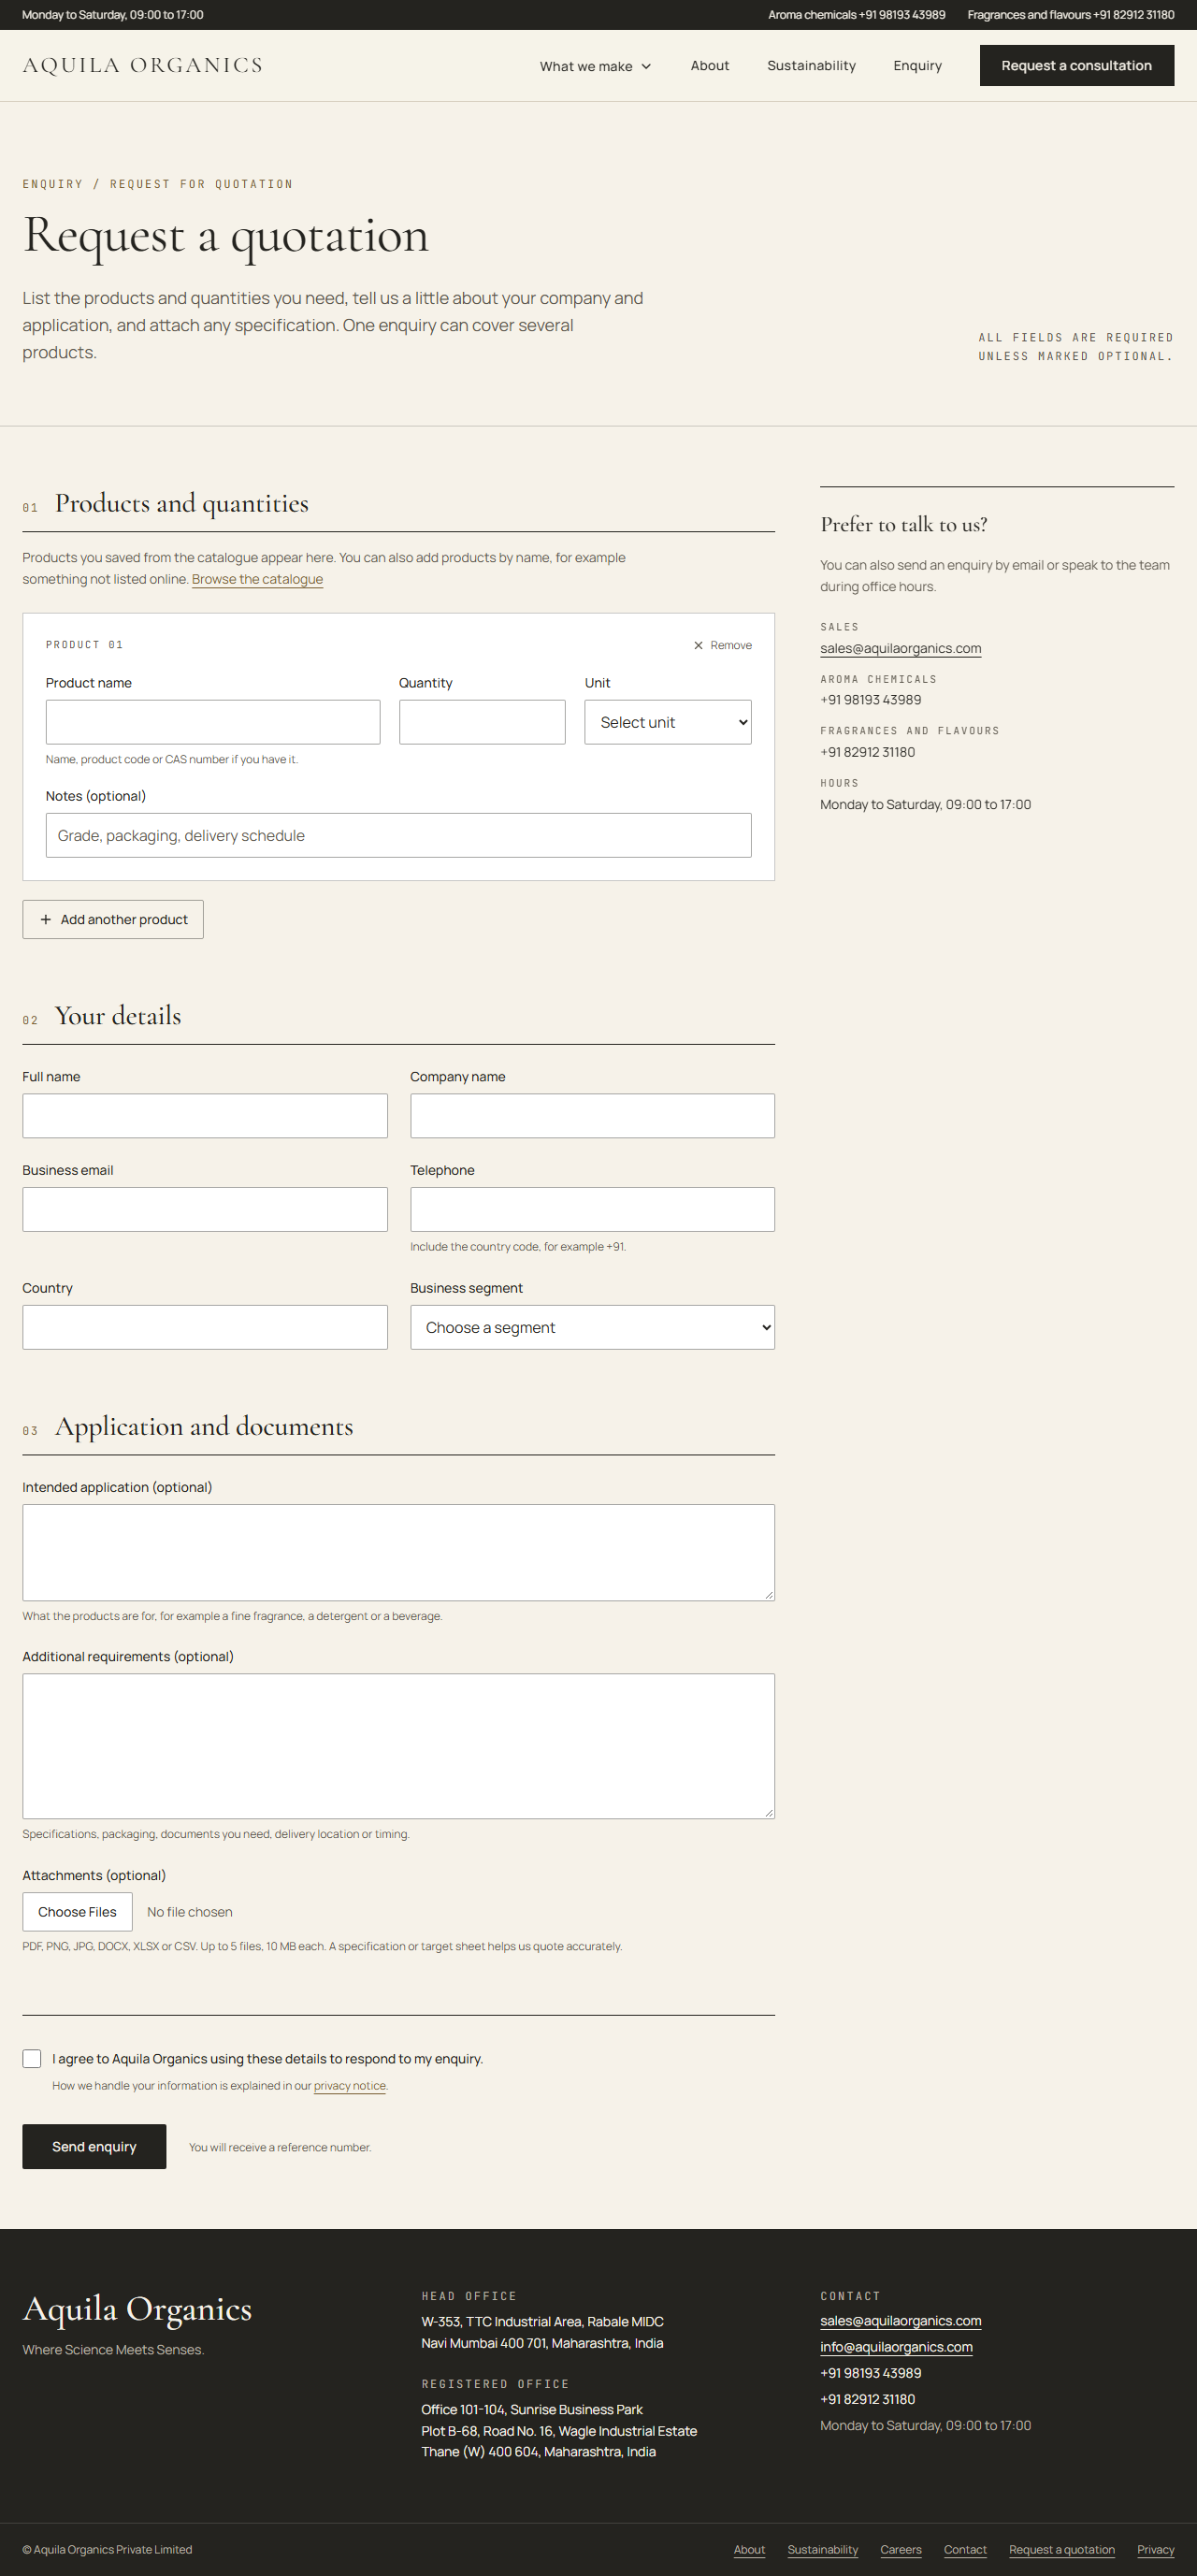 Monday to Saturday, 09:00 to 17:00
Aroma chemicals +91 98193 43989
Fragrances and flavours +91 82912 31180
AQUILA ORGANICS
What we make
About
Sustainability
Enquiry
Request a consultation
ENQUIRY / REQUEST FOR QUOTATION
Request a quotation
List the products and quantities you need, tell us a little about your company and
application, and attach any specification. One enquiry can cover several
products.
ALL FIELDS ARE REQUIRED
UNLESS MARKED OPTIONAL.
01 Products and quantities
Products you saved from the catalogue appear here. You can also add products by name, for example
something not listed online. Browse the catalogue
PRODUCT 01
Remove
Product name
Quantity
Unit
Select unit
Name, product code or CAS number if you have it.
Notes (optional)
Grade, packaging, delivery schedule
Add another product
Prefer to talk to us?
You can also send an enquiry by email or speak to the team
during office hours.
SALES
sales@aquilaorganics.com
AROMA CHEMICALS
+91 98193 43989
FRAGRANCES AND FLAVOURS
+91 82912 31180
HOURS
Monday to Saturday, 09:00 to 17:00
02 Your details
Full name
Company name
Business email
Telephone
Include the country code, for example +91.
Country
Business segment
Choose a segment
03 Application and documents
Intended application (optional)
What the products are for, for example a fine fragrance, a detergent or a beverage.
Additional requirements (optional)
Specifications, packaging, documents you need, delivery location or timing.
Attachments (optional)
Choose Files
No file chosen
PDF, PNG, JPG, DOCX, XLSX or CSV. Up to 5 files, 10 MB each. A specification or target sheet helps us quote accurately.
I agree to Aquila Organics using these details to respond to my enquiry.
How we handle your information is explained in our privacy notice.
Send enquiry
You will receive a reference number.
Aquila Organics
Where Science Meets Senses.
HEAD OFFICE
W-353, TTC Industrial Area, Rabale MIDC
Navi Mumbai 400 701, Maharashtra, India
REGISTERED OFFICE
Office 101-104, Sunrise Business Park
Plot B-68, Road No. 16, Wagle Industrial Estate
Thane (W) 400 604, Maharashtra, India
CONTACT
sales@aquilaorganics.com
info@aquilaorganics.com
+91 98193 43989
+91 82912 31180
Monday to Saturday, 09:00 to 17:00
© Aquila Organics Private Limited
About
Sustainability
Careers
Contact
Request a quotation
Privacy